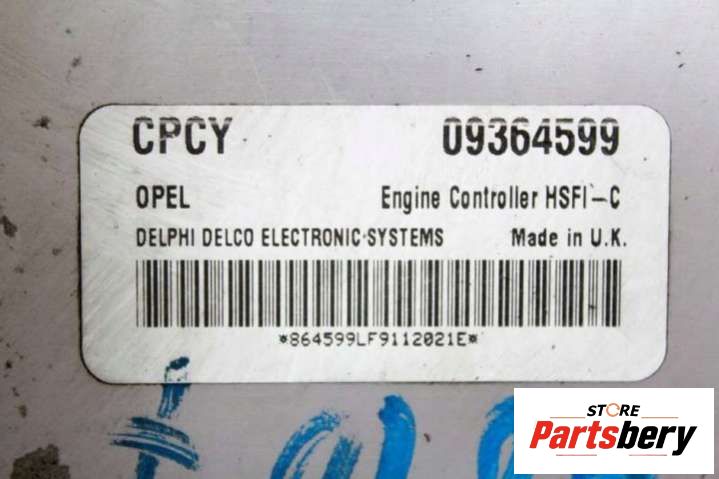 CPCY 09364599
OPEL Engine Controller HSFI-C
DELPHI DELCO ELECTRONIC SYSTEMS Made in U.K.
*864599LF9112021E*
STORE
Partsbery